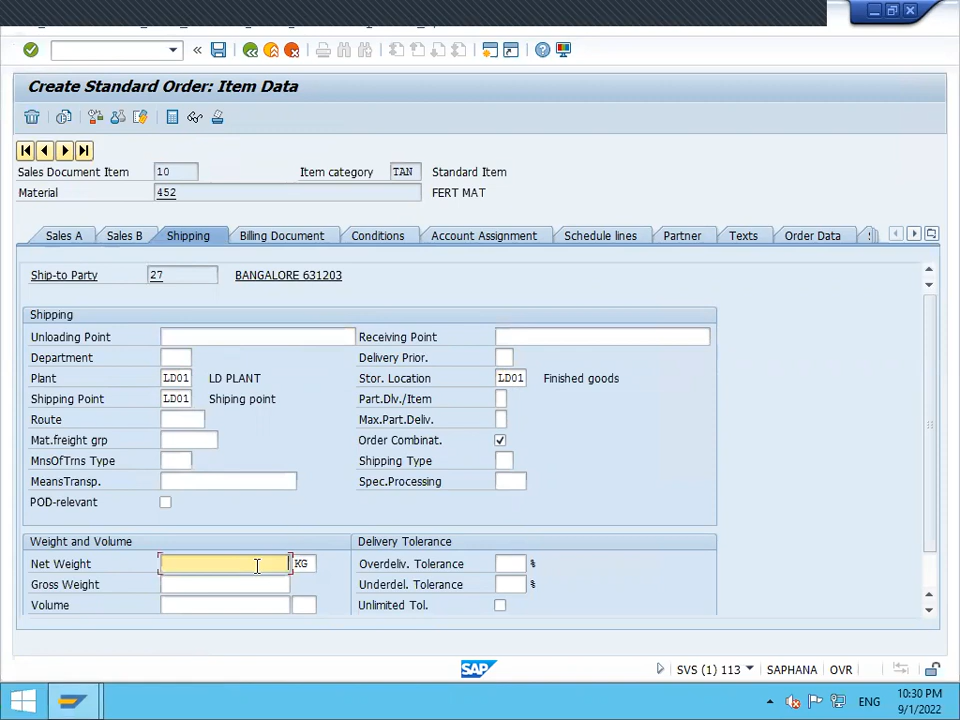 Create Standard Order: Item Data
Sales Document Item 10 Item category TAN Standard Item
Material 452 FERT MAT
Sales A Sales B Shipping Billing Document Conditions Account Assignment Schedule lines Partner Texts Order Data
Ship-to Party 27 BANGALORE 631203
Shipping
Unloading Point Receiving Point
Department Delivery Prior.
Plant LD01 LD PLANT Stor. Location LD01 Finished goods
Shipping Point LD01 Shiping point Part.Dlv./Item
Route Max.Part.Deliv.
Mat.freight grp Order Combinat.
MnsOfTrns Type Shipping Type
MeansTransp. Spec.Processing
POD-relevant
Weight and Volume Delivery Tolerance
Net Weight KG Overdeliv. Tolerance %
Gross Weight Underdel. Tolerance %
Volume Unlimited Tol.
SAP SVS (1) 113 SAPHANA OVR
ENG 10:30 PM
9/1/2022